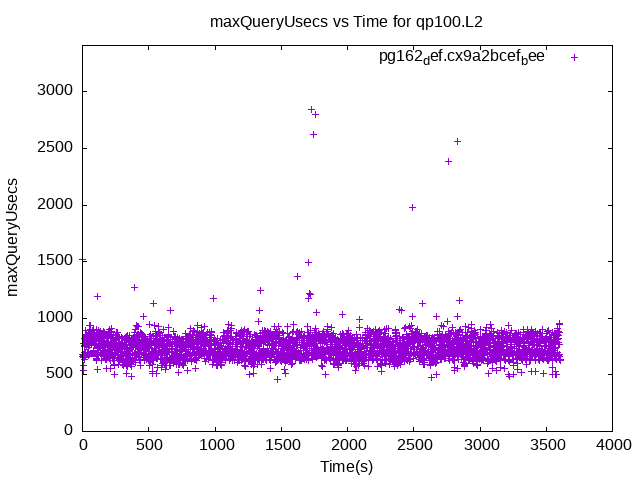 maxQueryUsecs vs Time for qp100.L2
pg162_def.cx9a2bcef_bee
3000
2500
2000
1500
1000
500
0
maxQueryUsecs
0 500 1000 1500 2000 2500 3000 3500 4000
Time(s)